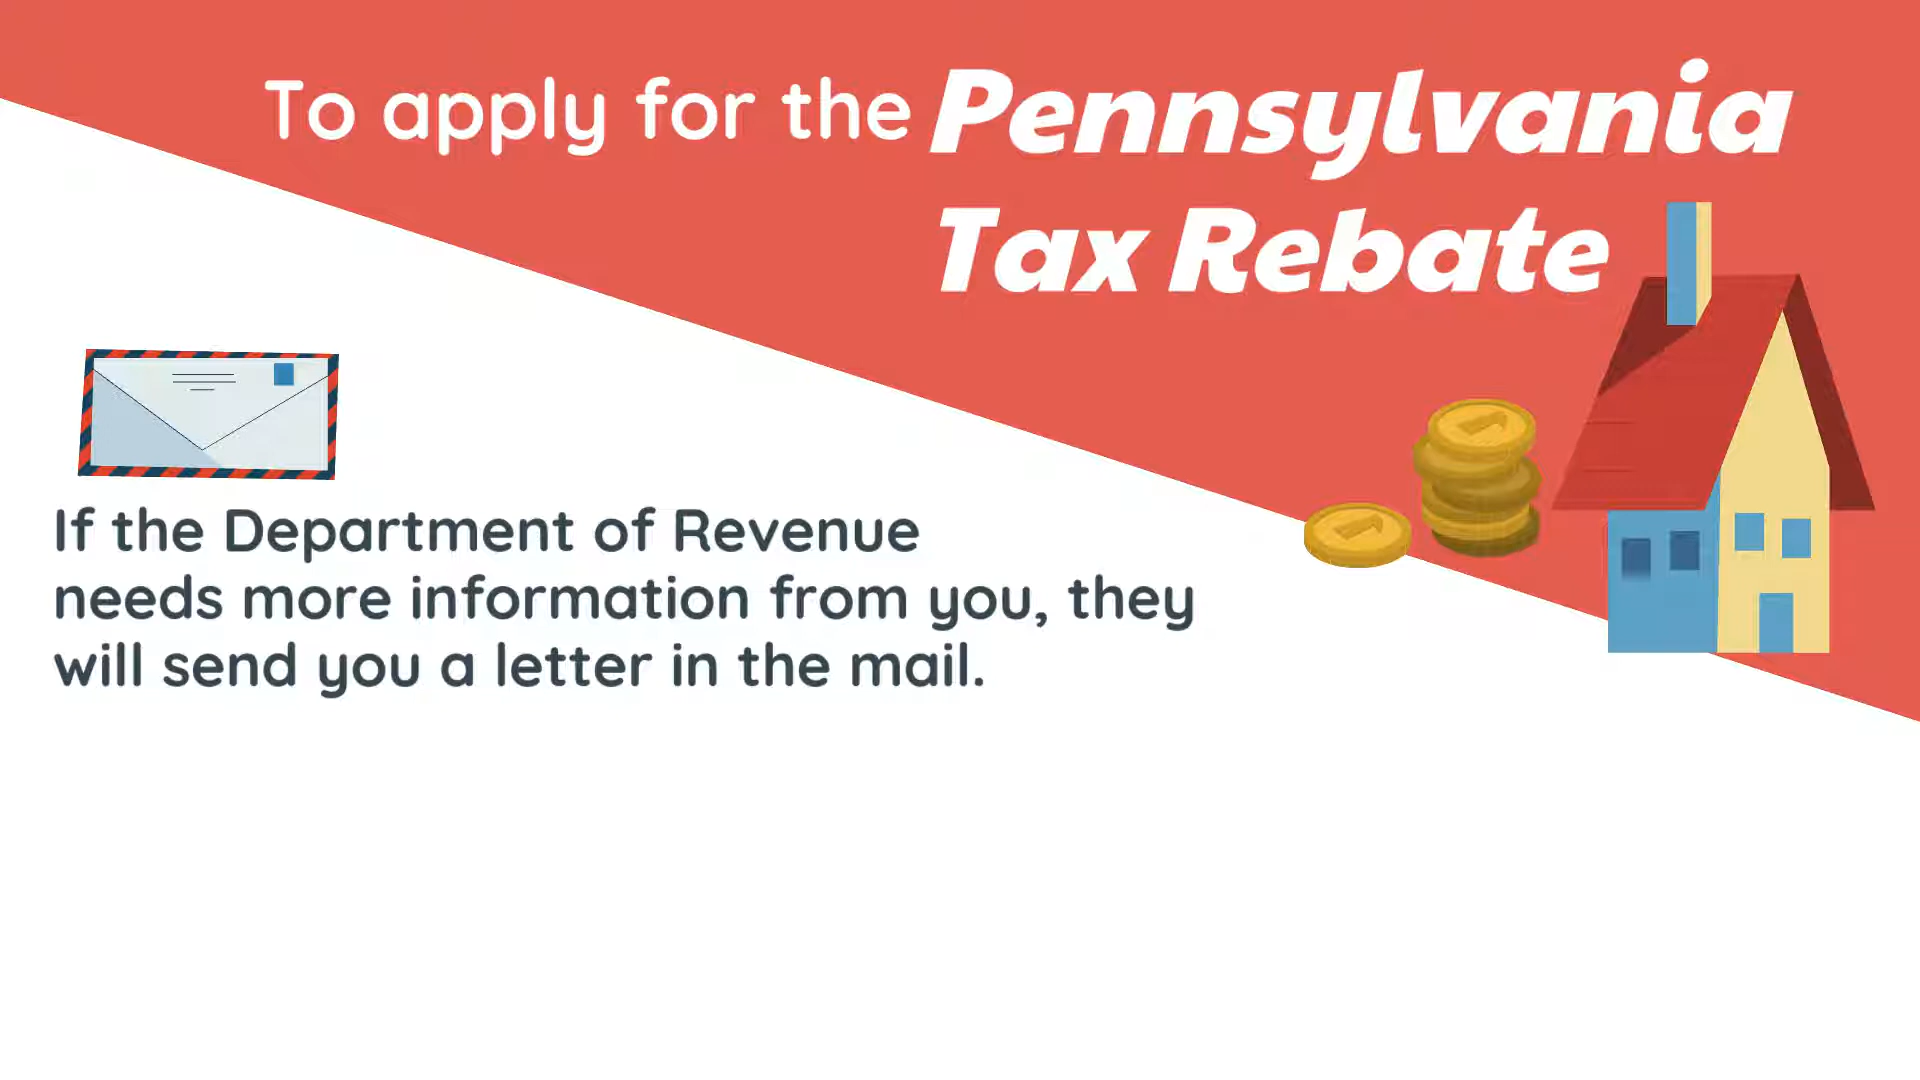 To apply for the Pennsylvania
Tax Rebate
If the Department of Revenue
needs more information from you, they
will send you a letter in the mail.